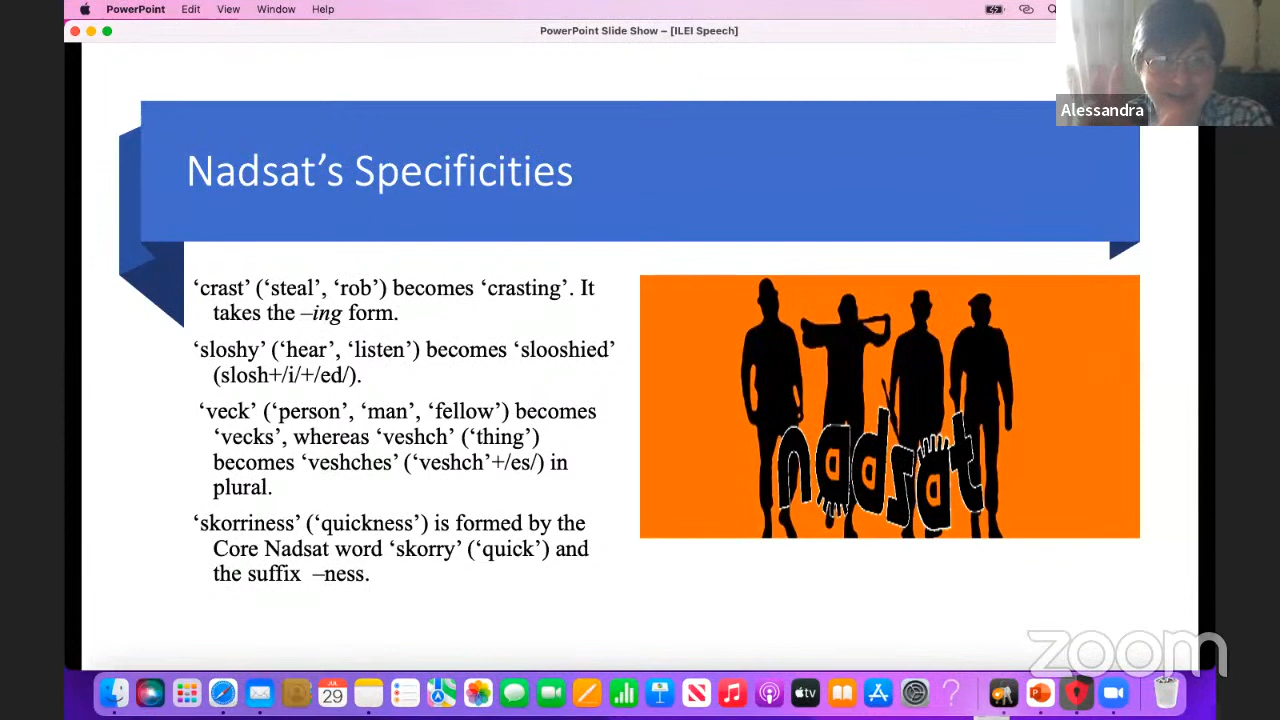 PowerPoint Edit View Window Help
PowerPoint Slide Show – [ILEI Speech]
Alessandra
Nadsat’s Specificities
‘crast’ (‘steal’, ‘rob’) becomes ‘crasting’. It
takes the –ing form.
‘sloshy’ (‘hear’, ‘listen’) becomes ‘slooshied’
(slosh+/i/+/ed/).
‘veck’ (‘person’, ‘man’, ‘fellow’) becomes
‘vecks’, whereas ‘veshch’ (‘thing’)
becomes ‘veshches’ (‘veshch’+/es/) in
plural.
‘skorriness’ (‘quickness’) is formed by the
Core Nadsat word ‘skorry’ (‘quick’) and
the suffix –ness.
nadsat
zoom
29
tv